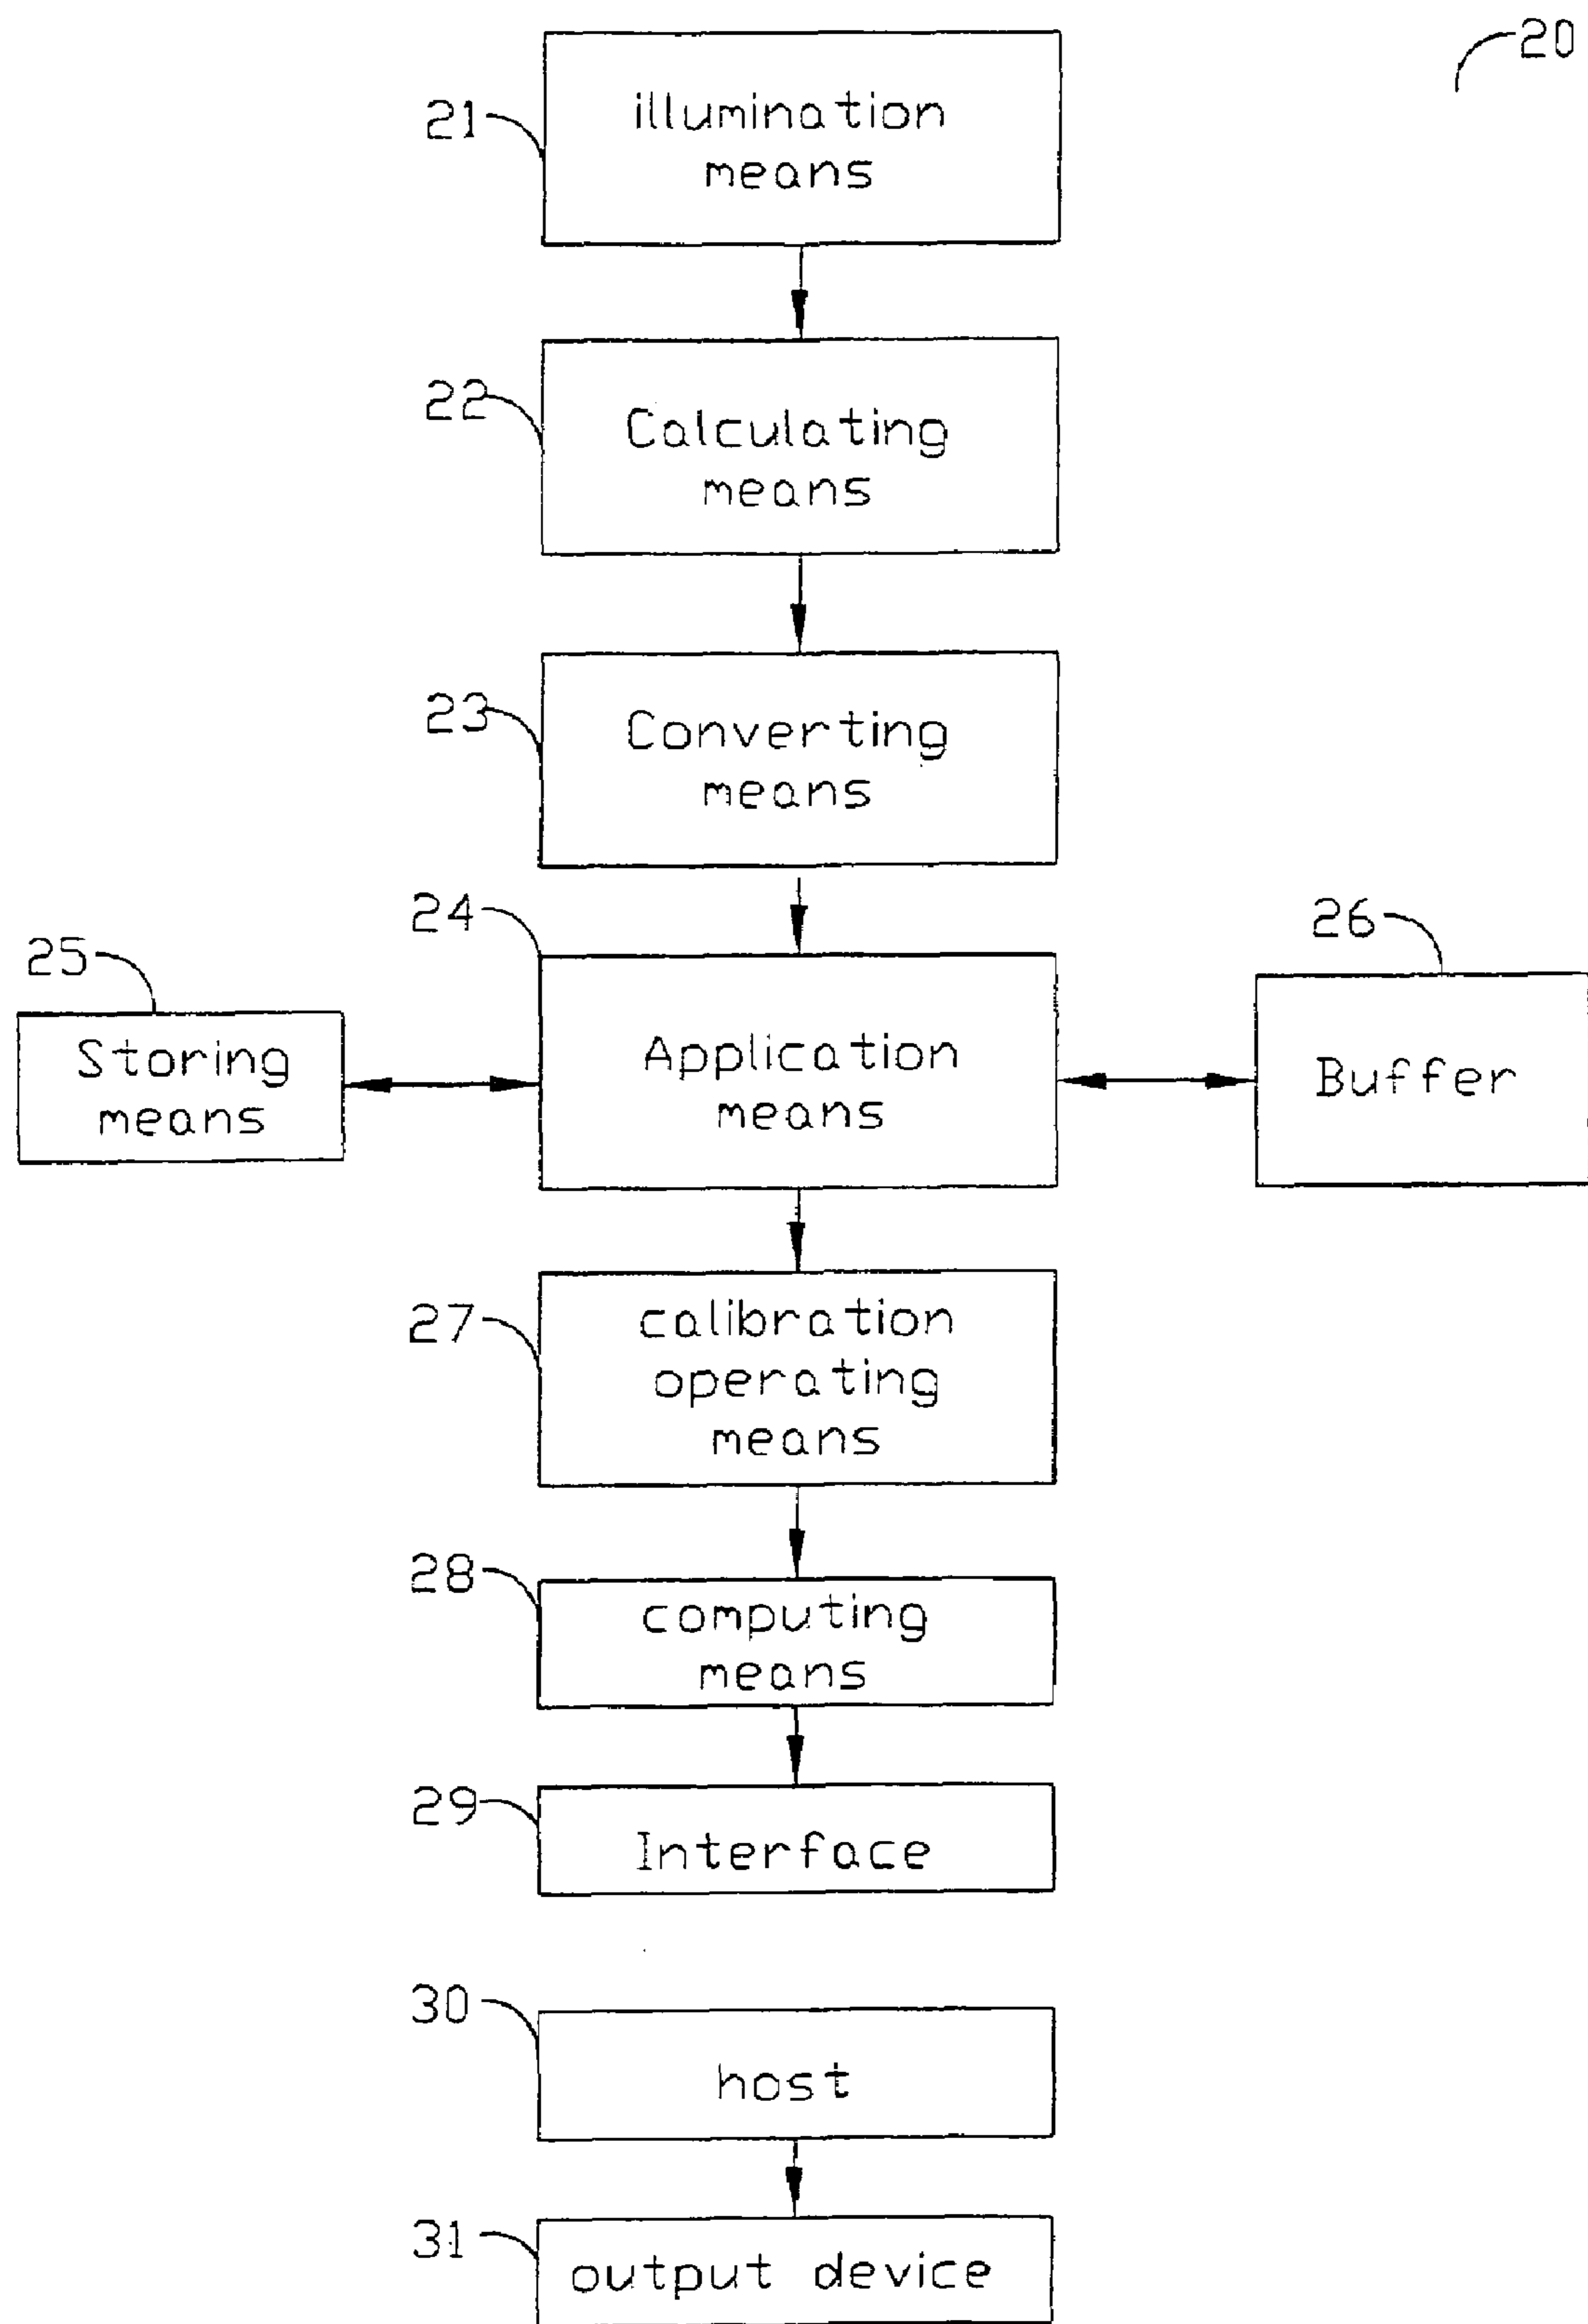 20
21
illumination
means
22
Calculating
means
23
Converting
means
24
25
26
Storing
means
Application
means
Buffer
27
calibration
operating
means
28
computing
means
29
Interface
30
host
31
output device